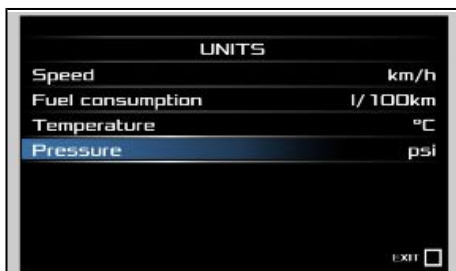 UNITS
Speed km/h
Fuel consumption l/100km
Temperature °C
Pressure psi
EXIT